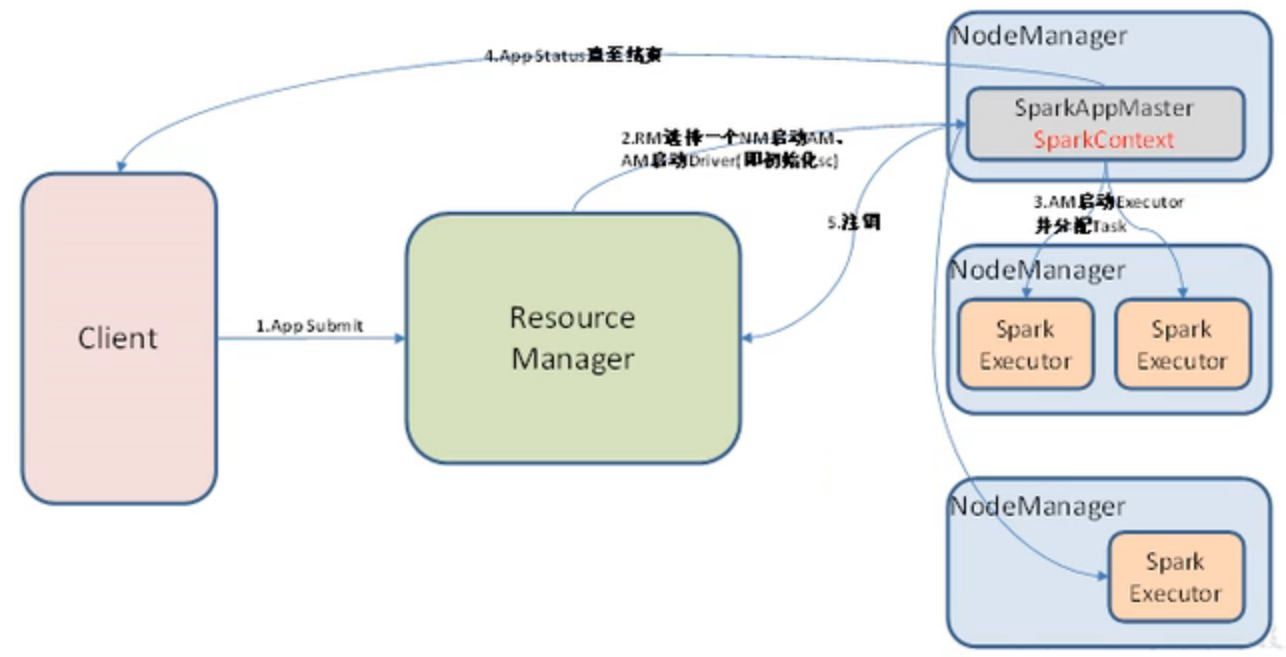 NodeManager
4.App Status直至结束
SparkAppMaster
SparkContext
2.RM选择一个NM启动AM、
AM启动Driver(即初始化sc)
3.AM启动Executor
并分配Task
5.注销
NodeManager
Client
1.App Submit
Resource
Manager
Spark
Executor
Spark
Executor
NodeManager
Spark
Executor